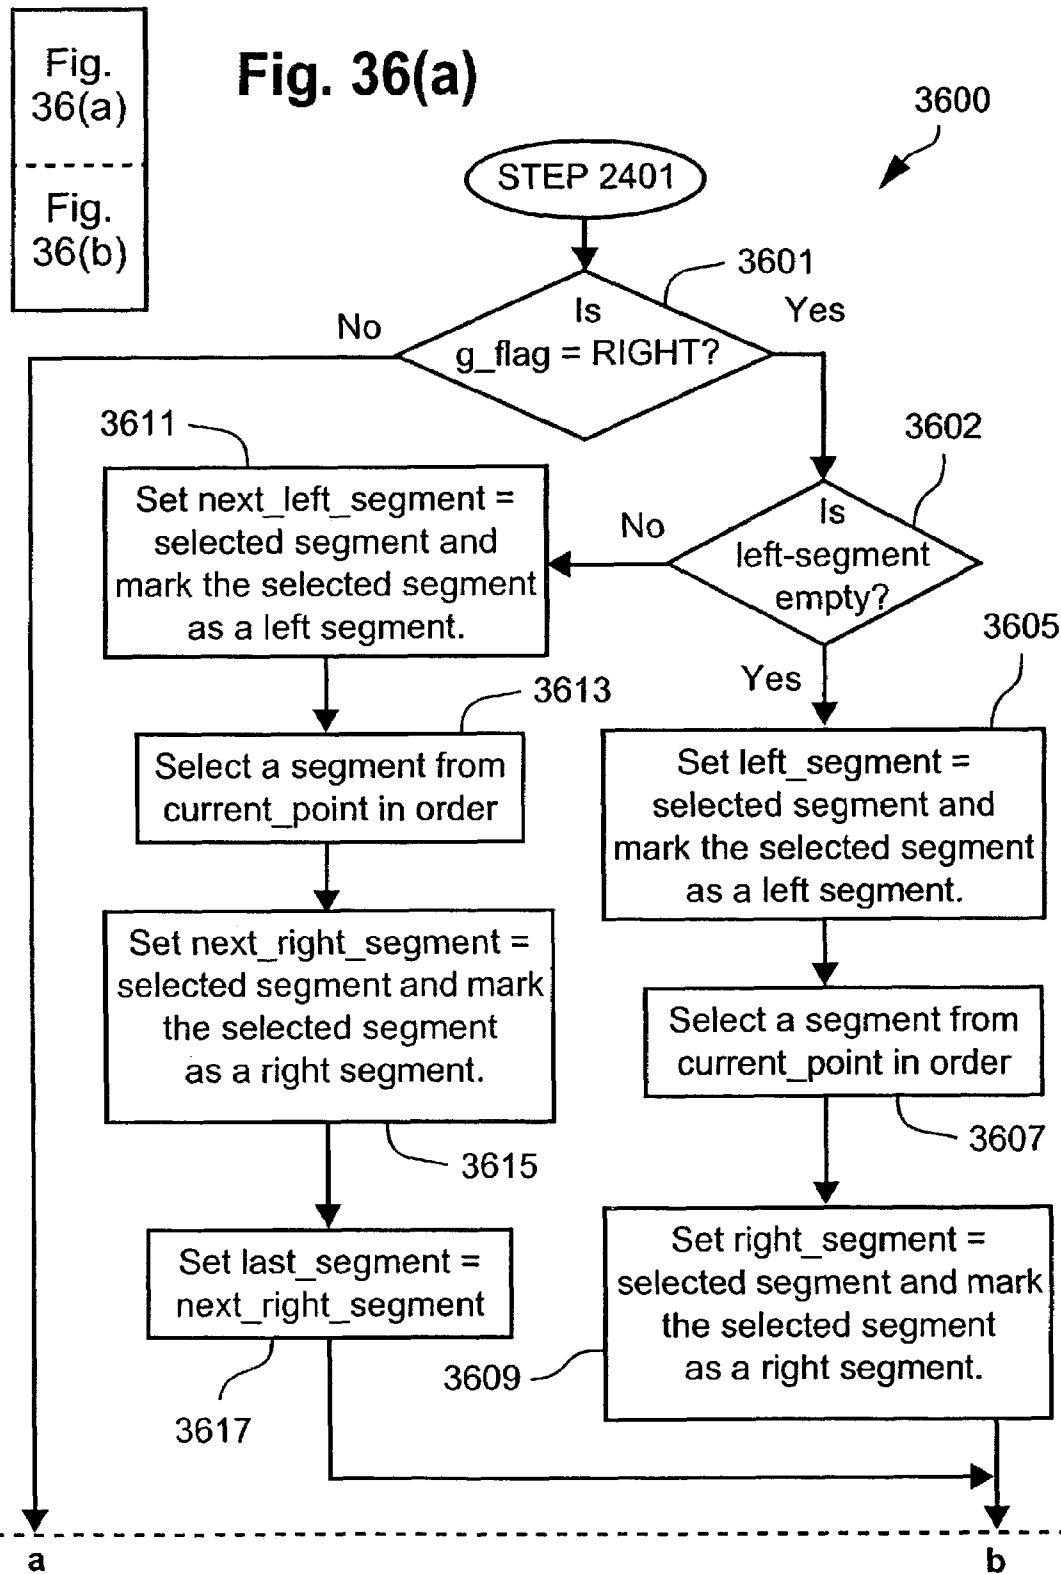 Fig.
36(a)
Fig.
36(b)
Fig. 36(a)
3600
STEP 2401
3601
Is
g_flag = RIGHT?
No
Yes
3611
3602
Set next_left_segment =
selected segment and
mark the selected segment
as a left segment.
No
Is
left-segment
empty?
3605
Yes
3613
Select a segment from
current_point in order
Set left_segment =
selected segment and
mark the selected segment
as a left segment.
Set next_right_segment =
selected segment and mark
the selected segment
as a right segment.
Select a segment from
current_point in order
3615
3607
Set last_segment =
next_right_segment
Set right_segment =
selected segment and mark
the selected segment
as a right segment.
3609
3617
a
b